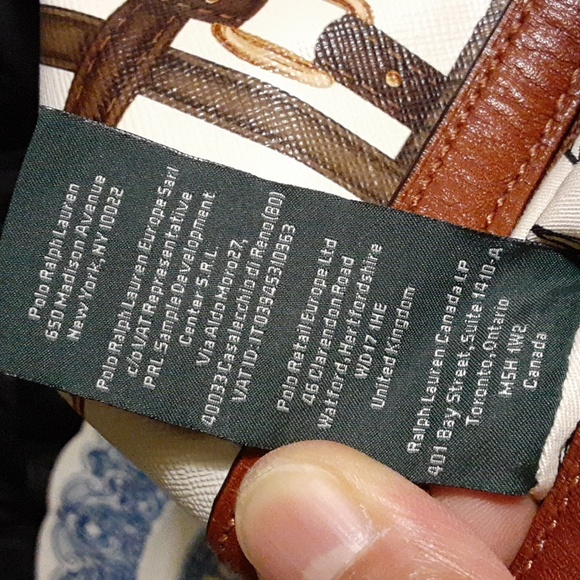 Polo Ralph Lauren
650 Madison Avenue
New York, NY 10022
Polo Ralph Lauren Europe Sarl
c/o VAT Representative
PRL Sample Development
Center S.R.L.
Via Aldo Moro 27,
40033 Casalecchio di Reno (BO)
VAT ID: IT03945310963
Polo Retail Europe Ltd
46 Clarendon Road
Watford, Hertfordshire
WD17 1HE
United Kingdom
Ralph Lauren Canada LP
401 Bay Street, Suite 1410-A
Toronto, Ontario
M5H 1W2
Canada